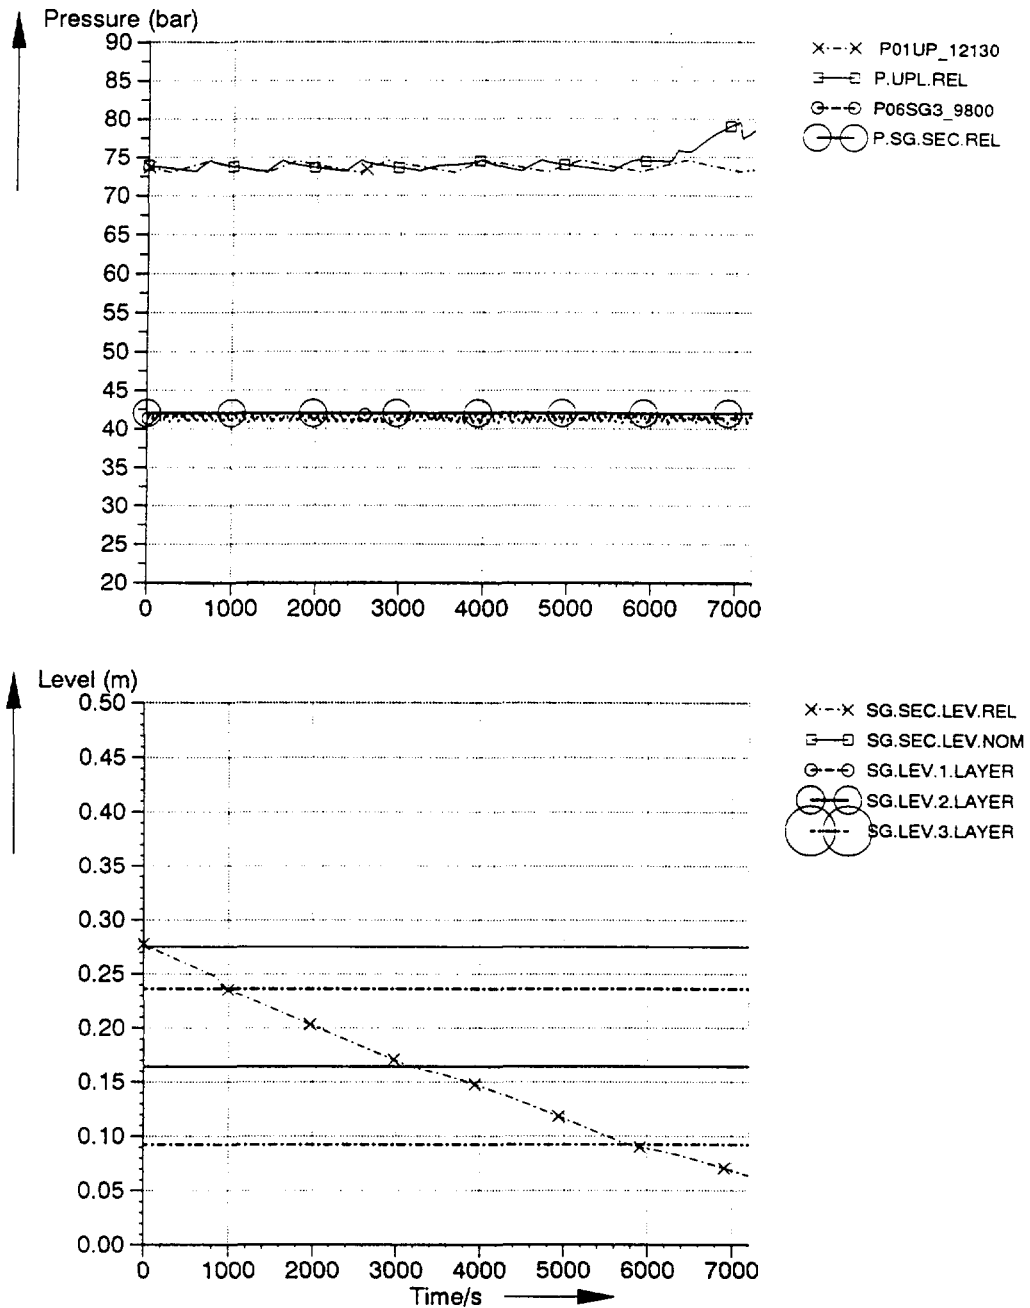 Pressure (bar)
90
85
80
75
70
65
60
55
50
45
40
35
30
25
20
0 1000 2000 3000 4000 5000 6000 7000
P01UP_12130
P.UPL.REL
P06SG3_9800
P.SG.SEC.REL
Level (m)
0.50
0.45
0.40
0.35
0.30
0.25
0.20
0.15
0.10
0.05
0.00
0 1000 2000 3000 4000 5000 6000 7000
Time/s
SG.SEC.LEV.REL
SG.SEC.LEV.NOM
SG.LEV.1.LAYER
SG.LEV.2.LAYER
SG.LEV.3.LAYER